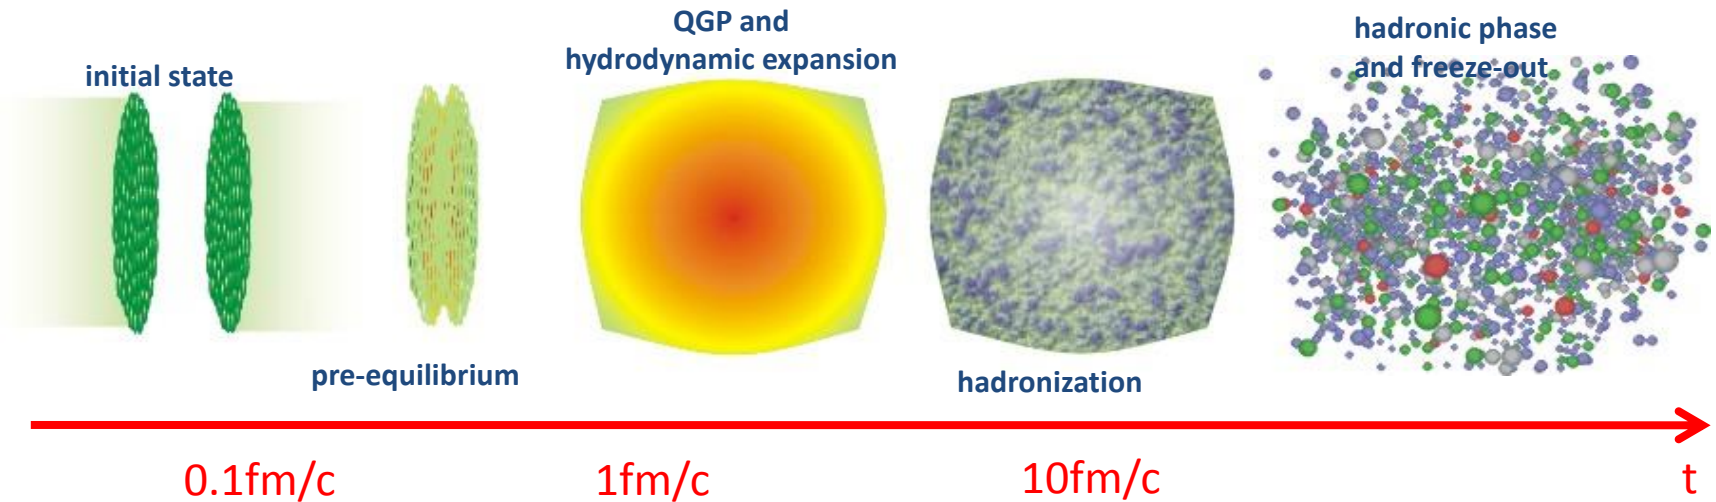 initial state
pre-equilibrium
QGP and
hydrodynamic expansion
hadronization
hadronic phase
and freeze-out
0.1fm/c
1fm/c
10fm/c
t